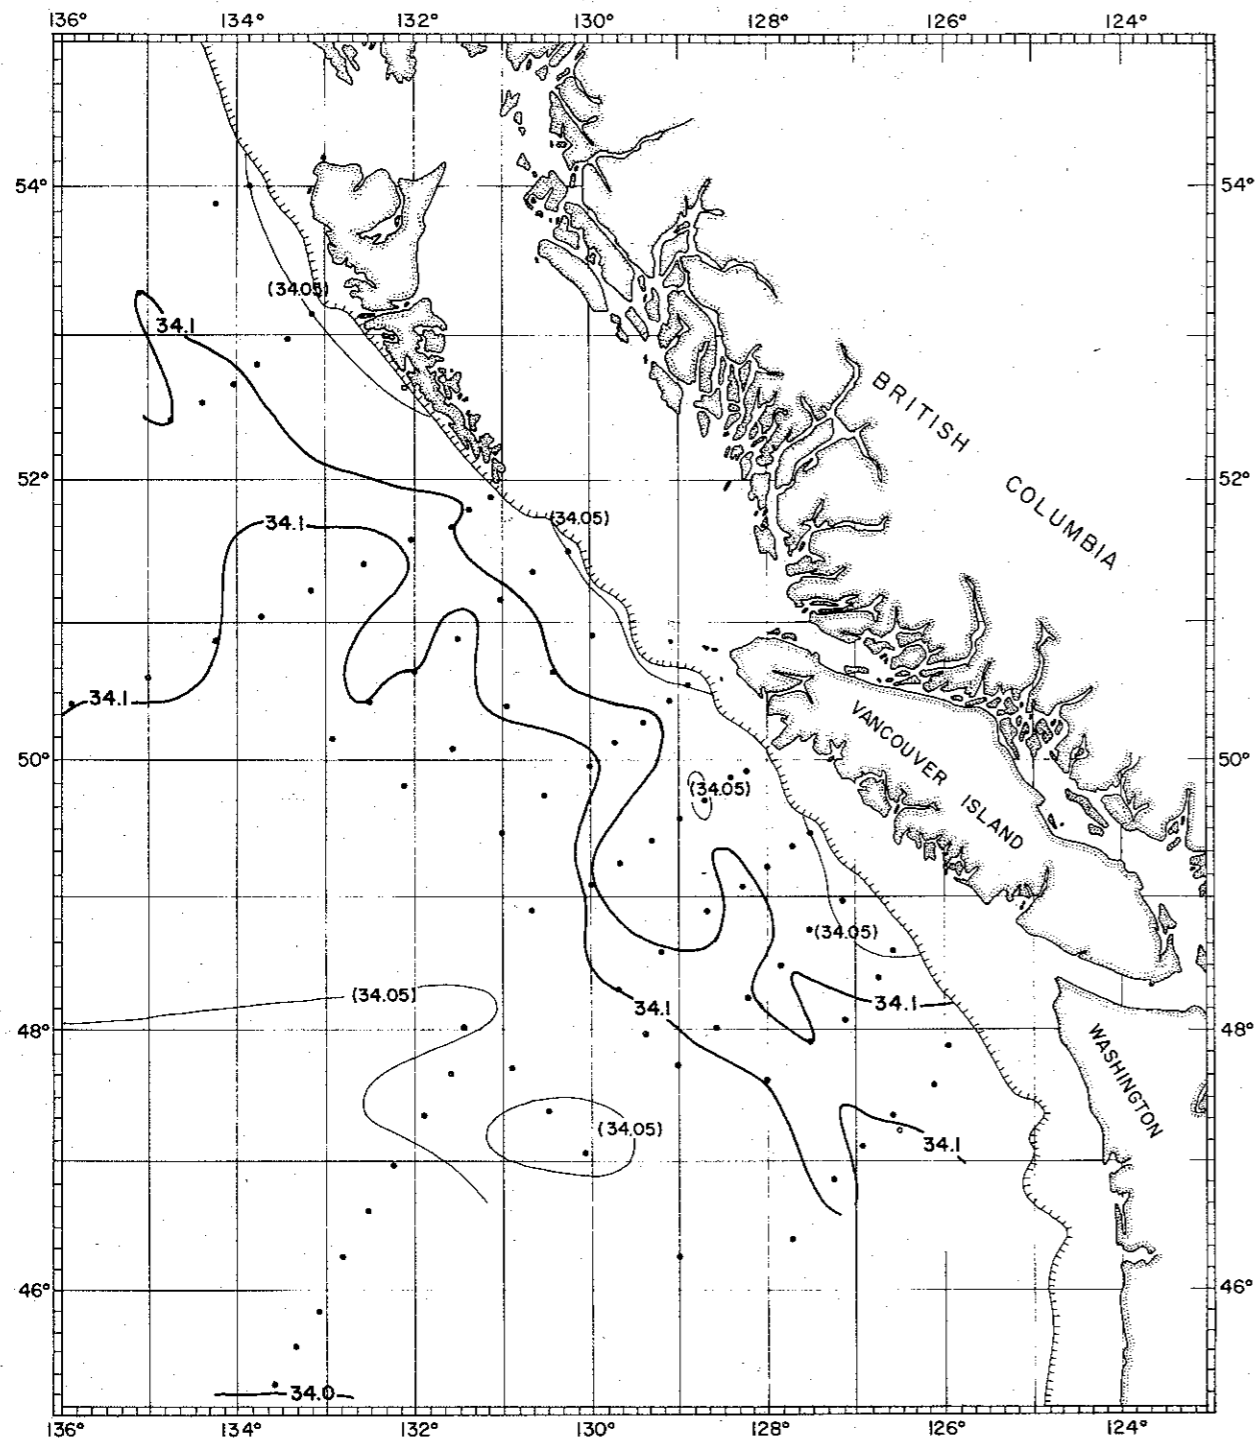 136° 134° 132° 130° 128° 126° 124°
54° 54°
(34.05)
34.1
BRITISH COLUMBIA
52° 52°
34.1 (34.05)
34.1
VANCOUVER ISLAND
50° 50°
(34.05)
(34.05)
(34.05) 34.1 34.1
48° 48°
WASHINGTON
(34.05)
34.1
46° 46°
34.0
136° 134° 132° 130° 128° 126° 124°